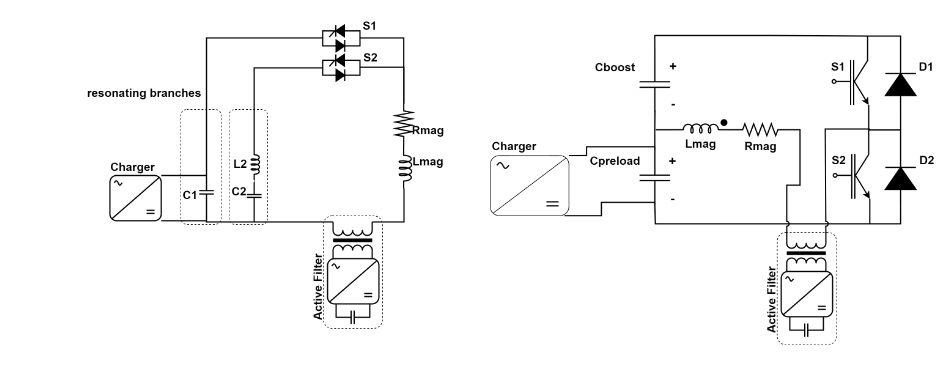 S1
S2
resonating branches
Rmag
L2
Lmag
Charger
C1
C2
Active Filter
Cboost
+
-
S1
D1
Lmag
Rmag
Charger
Cpreload
+
-
S2
D2
Active Filter